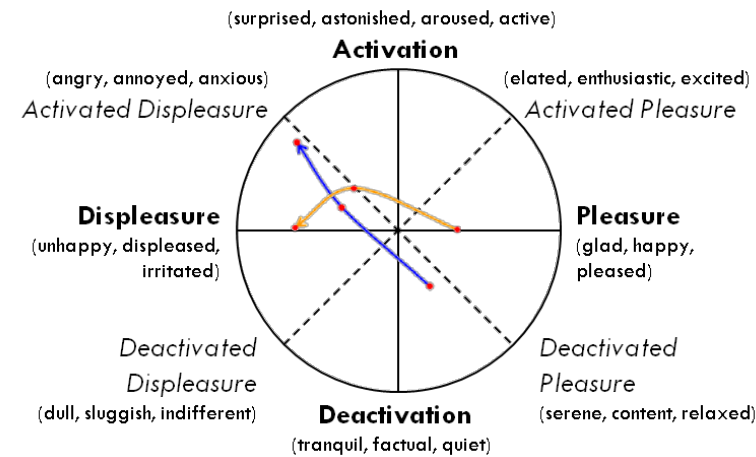 (surprised, astonished, aroused, active)
Activation
(angry, annoyed, anxious)
Activated Displeasure
(elated, enthusiastic, excited)
Activated Pleasure
Displeasure
(unhappy, displeased,
irritated)
Pleasure
(glad, happy,
pleased)
Deactivated
Displeasure
(dull, sluggish, indifferent)
Deactivated
Pleasure
(serene, content, relaxed)
Deactivation
(tranquil, factual, quiet)